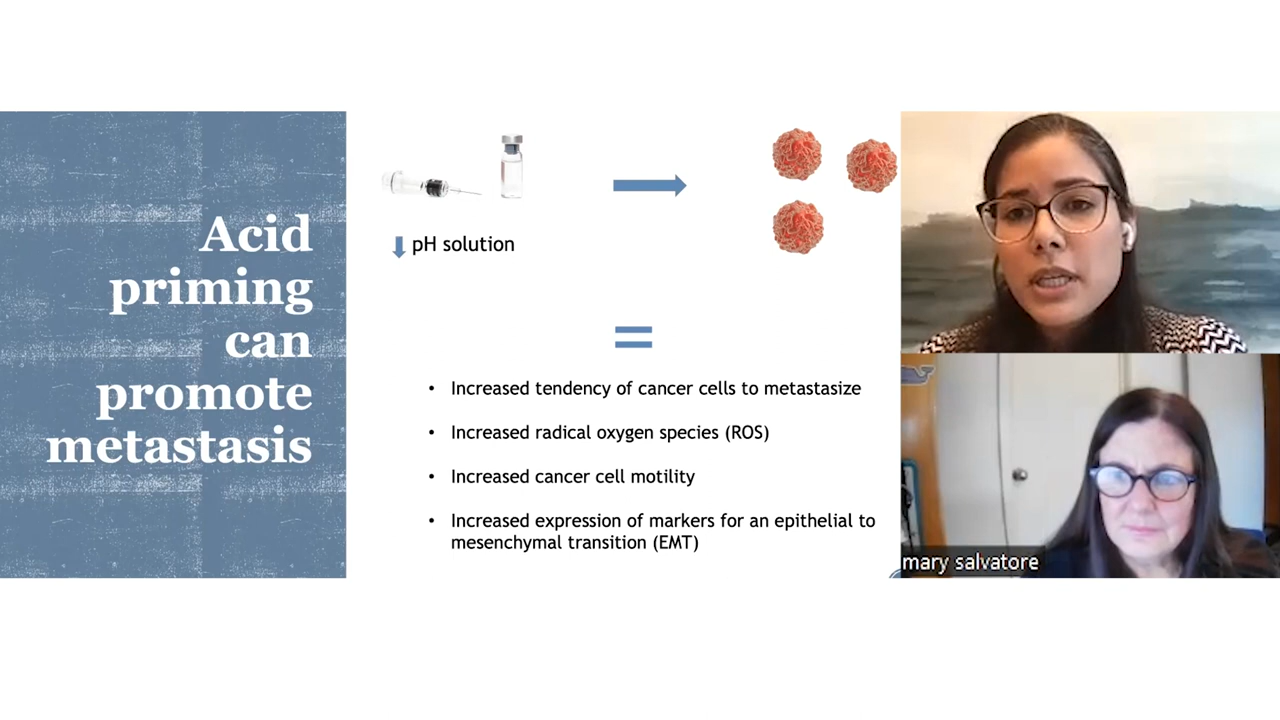 Acid
priming
can
promote
metastasis
pH solution
• Increased tendency of cancer cells to metastasize
• Increased radical oxygen species (ROS)
• Increased cancer cell motility
• Increased expression of markers for an epithelial to
mesenchymal transition (EMT)
mary salvatore